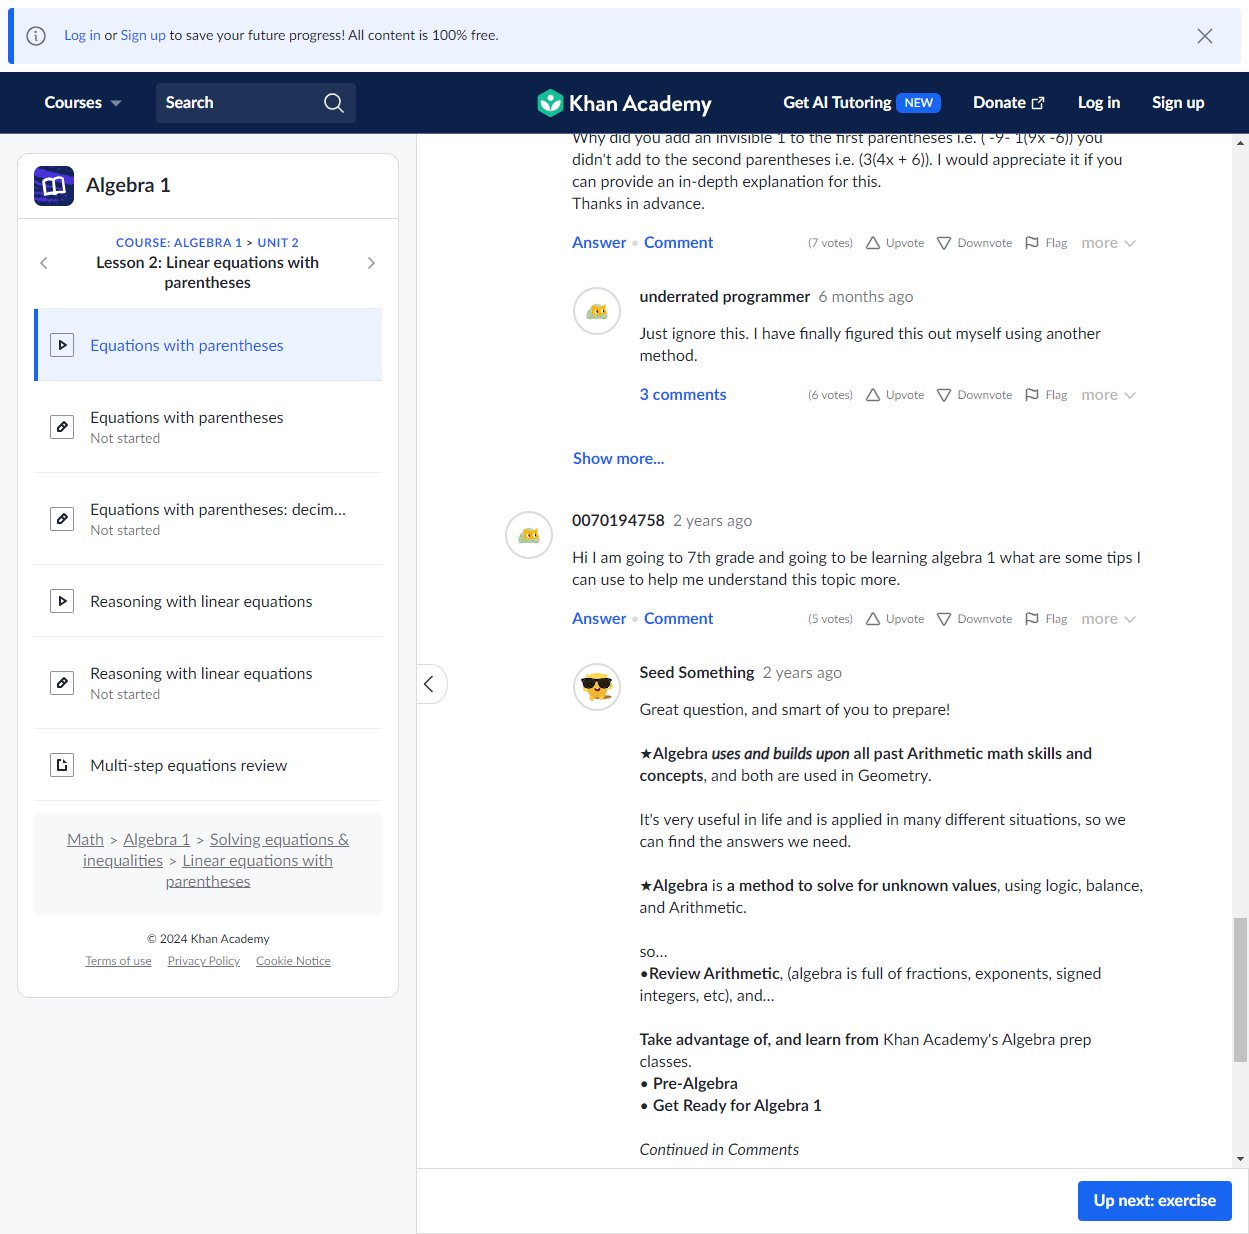 Log in or Sign up to save your future progress! All content is 100% free.
Courses
Search
Khan Academy
Get AI Tutoring NEW
Donate
Log in
Sign up
Algebra 1
COURSE: ALGEBRA 1 > UNIT 2
Lesson 2: Linear equations with
parentheses
Equations with parentheses
Equations with parentheses
Not started
Equations with parentheses: decim...
Not started
Reasoning with linear equations
Reasoning with linear equations
Not started
Multi-step equations review
Math > Algebra 1 > Solving equations &
inequalities > Linear equations with
parentheses
© 2024 Khan Academy
Terms of use Privacy Policy Cookie Notice
Why did you add an invisible 1 to the first parentheses i.e. ( -9- 1(9x -6)) you
didn't add to the second parentheses i.e. (3(4x + 6)). I would appreciate it if you
can provide an in-depth explanation for this.
Thanks in advance.
Answer • Comment (7 votes) Upvote Downvote Flag more
underrated programmer 6 months ago
Just ignore this. I have finally figured this out myself using another
method.
3 comments (6 votes) Upvote Downvote Flag more
Show more...
0070194758 2 years ago
Hi I am going to 7th grade and going to be learning algebra 1 what are some tips I
can use to help me understand this topic more.
Answer • Comment (5 votes) Upvote Downvote Flag more
Seed Something 2 years ago
Great question, and smart of you to prepare!
★Algebra uses and builds upon all past Arithmetic math skills and
concepts, and both are used in Geometry.
It's very useful in life and is applied in many different situations, so we
can find the answers we need.
★Algebra is a method to solve for unknown values, using logic, balance,
and Arithmetic.
so...
•Review Arithmetic, (algebra is full of fractions, exponents, signed
integers, etc), and...
Take advantage of, and learn from Khan Academy's Algebra prep
classes.
• Pre-Algebra
• Get Ready for Algebra 1
Continued in Comments
Up next: exercise